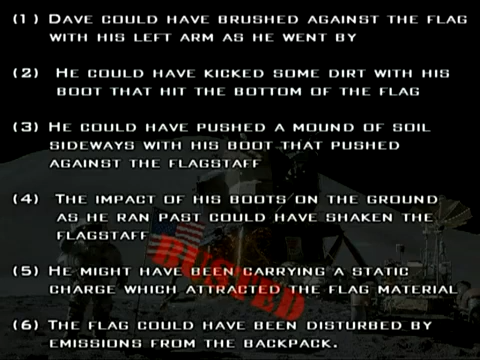 (1) DAVE COULD HAVE BRUSHED AGAINST THE FLAG
WITH HIS LEFT ARM AS HE WENT BY
(2) HE COULD HAVE KICKED SOME DIRT WITH HIS
BOOT THAT HIT THE BOTTOM OF THE FLAG
(3) HE COULD HAVE PUSHED A MOUND OF SOIL
SIDEWAYS WITH HIS BOOT THAT PUSHED
AGAINST THE FLAGSTAFF
(4) THE IMPACT OF HIS BOOTS ON THE GROUND
AS HE RAN PAST COULD HAVE SHAKEN THE
FLAGSTAFF
BUSTED
(5) HE MIGHT HAVE BEEN CARRYING A STATIC
CHARGE WHICH ATTRACTED THE FLAG MATERIAL
(6) THE FLAG COULD HAVE BEEN DISTURBED BY
EMISSIONS FROM THE BACKPACK.